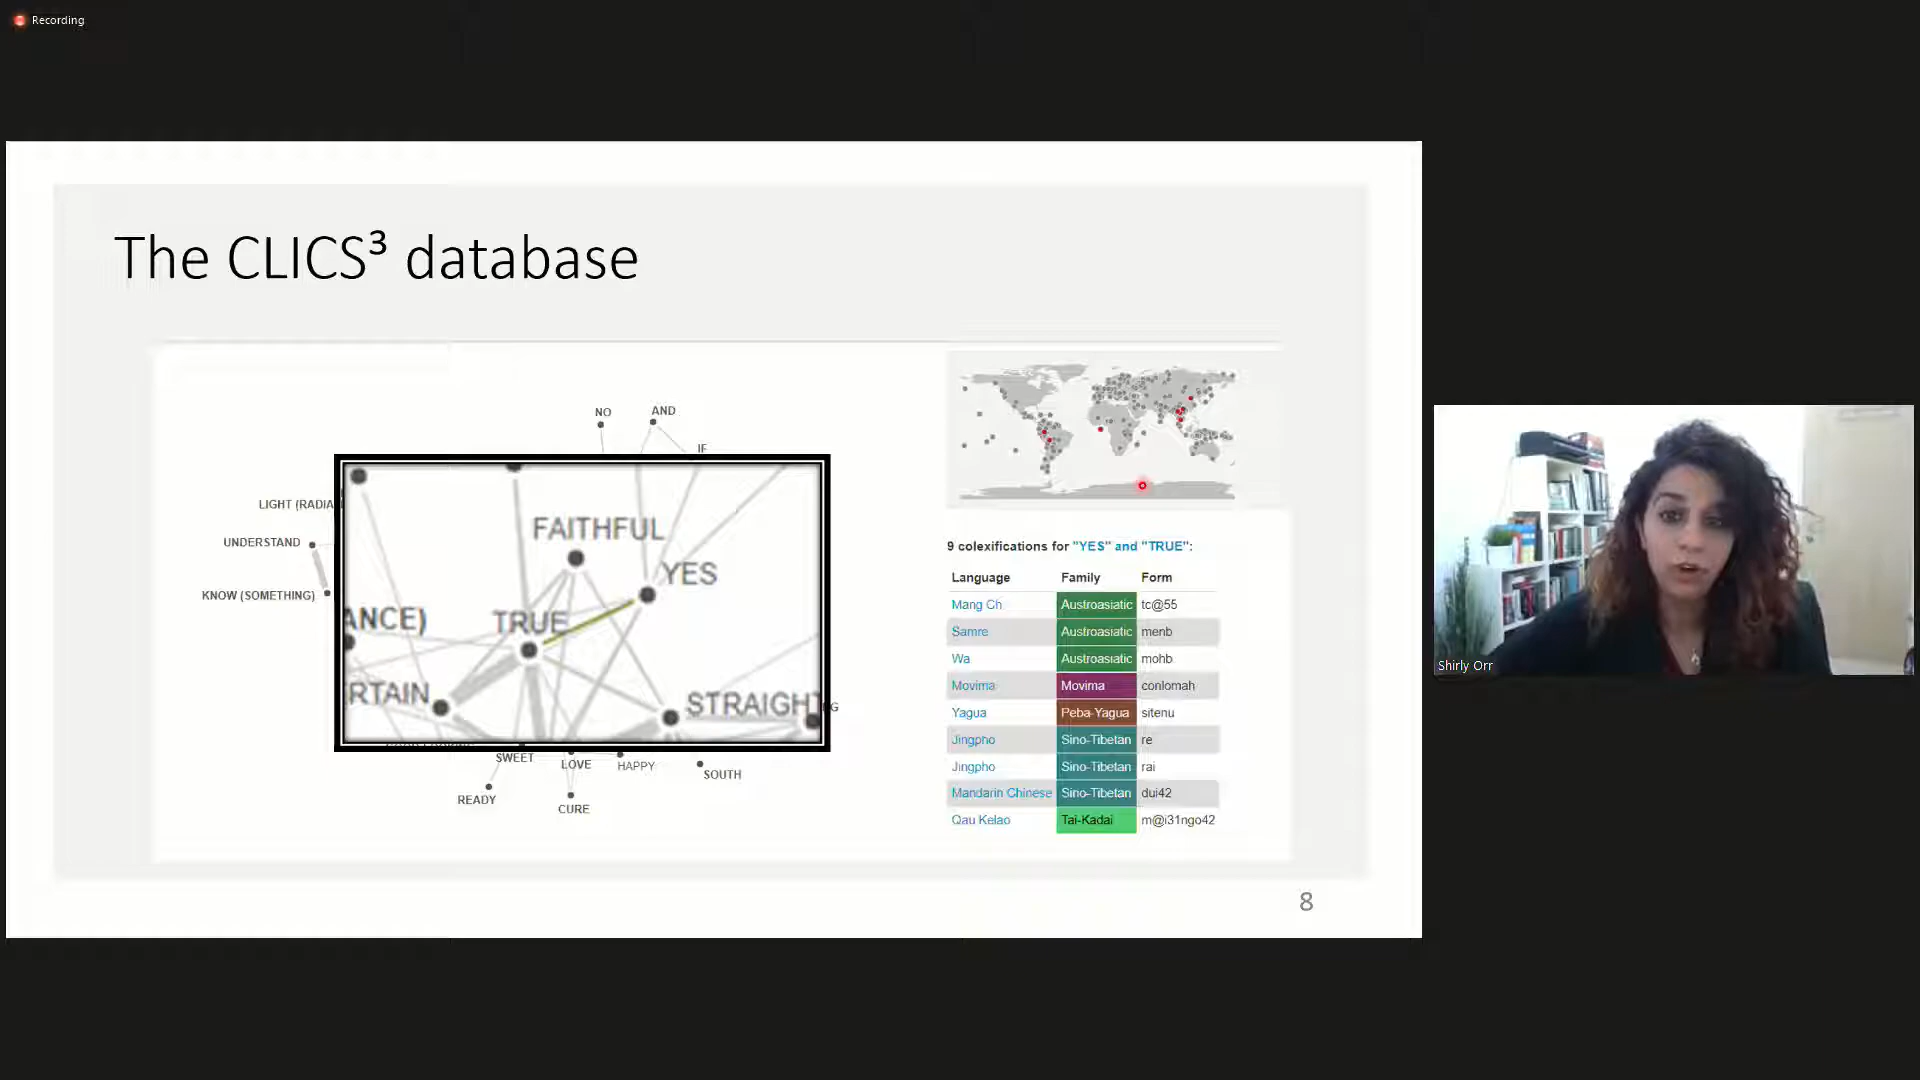 Recording
The CLICS³ database
NO
AND
IF
LIGHT (RADIA
UNDERSTAND
KNOW (SOMETHING)
FAITHFUL
YES
TRUE
ANCE)
RTAIN
STRAIGHT
SWEET
LOVE
HAPPY
SOUTH
READY
CURE
9 colexifications for "YES" and "TRUE":
Language Family Form
Mang Ch Austroasiatic tc@55
Samre Austroasiatic menb
Wa Austroasiatic mohb
Movima Movima conlomah
Yagua Peba-Yagua sitenu
Jingpho Sino-Tibetan re
Jingpho Sino-Tibetan rai
Mandarin Chinese Sino-Tibetan dui42
Qau Kelao Tai-Kadai m@i31ngo42
8
Shirly Orr